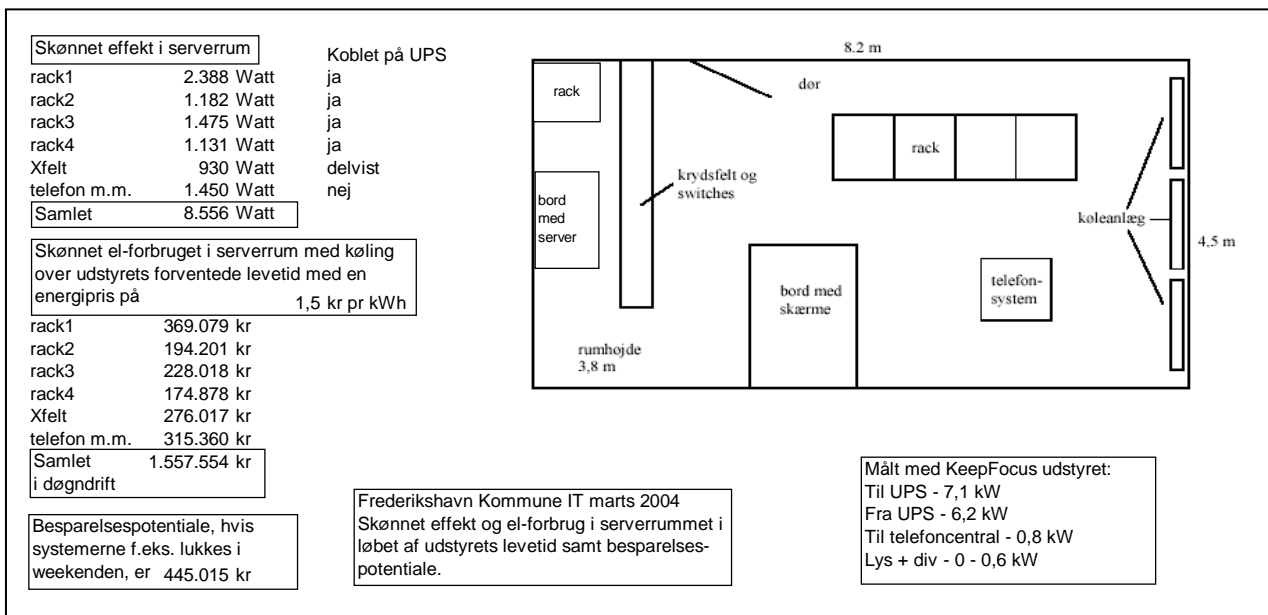 Skønnet effekt i serverrum
Koblet på UPS
rack1 2.388 Watt ja
rack2 1.182 Watt ja
rack3 1.475 Watt ja
rack4 1.131 Watt ja
Xfelt 930 Watt delvist
telefon m.m. 1.450 Watt nej
Samlet 8.556 Watt
Skønnet el-forbruget i serverrum med køling
over udstyrets forventede levetid med en
energipris på 1,5 kr pr kWh
rack1 369.079 kr
rack2 194.201 kr
rack3 228.018 kr
rack4 174.878 kr
Xfelt 276.017 kr
telefon m.m. 315.360 kr
Samlet 1.557.554 kr
i døgndrift
Besparelsespotentiale, hvis
systemerne f.eks. lukkes i
weekenden, er 445.015 kr
8.2 m
rack
dør
rack
krydsfelt og
switches
bord
med
server
køleanlæg
4,5 m
bord med
skærme
telefon-
system
rumhøjde
3,8 m
Frederikshavn Kommune IT marts 2004
Skønnet effekt og el-forbrug i serverrummet i
løbet af udstyrets levetid samt besparelses-
potentiale.
Målt med KeepFocus udstyret:
Til UPS - 7,1 kW
Fra UPS - 6,2 kW
Til telefoncentral - 0,8 kW
Lys + div - 0 - 0,6 kW